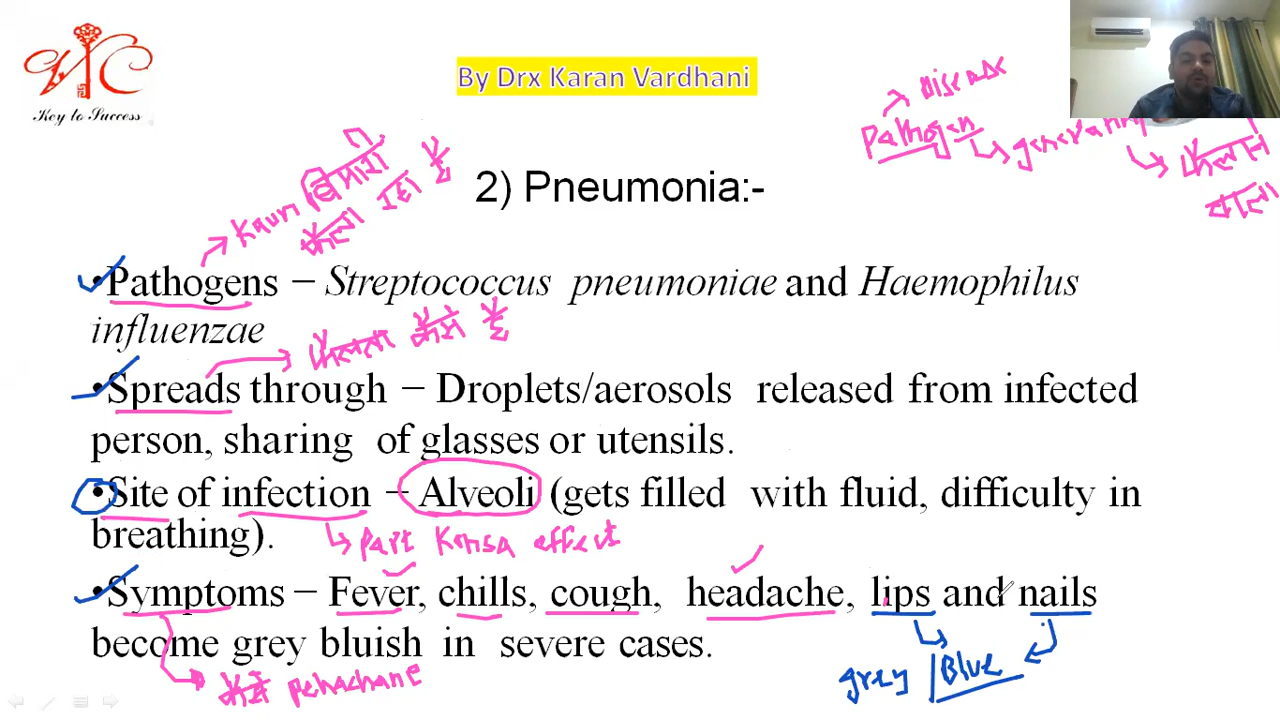 VC
Key to Success
By Drx Karan Vardhani
Disease
Pathogen
फैलाने
वाला
2) Pneumonia:-
Kaun बिमारी
फैला रहा है
•Pathogens – Streptococcus pneumoniae and Haemophilus
influenzae
फैलता कैसे है
•Spreads through – Droplets/aerosols released from infected
person, sharing of glasses or utensils.
•Site of infection – Alveoli (gets filled with fluid, difficulty in
breathing).
Part Konsa effect
•Symptoms – Fever, chills, cough, headache, lips and nails
become grey bluish in severe cases.
कैसे pehachane
grey / Blue